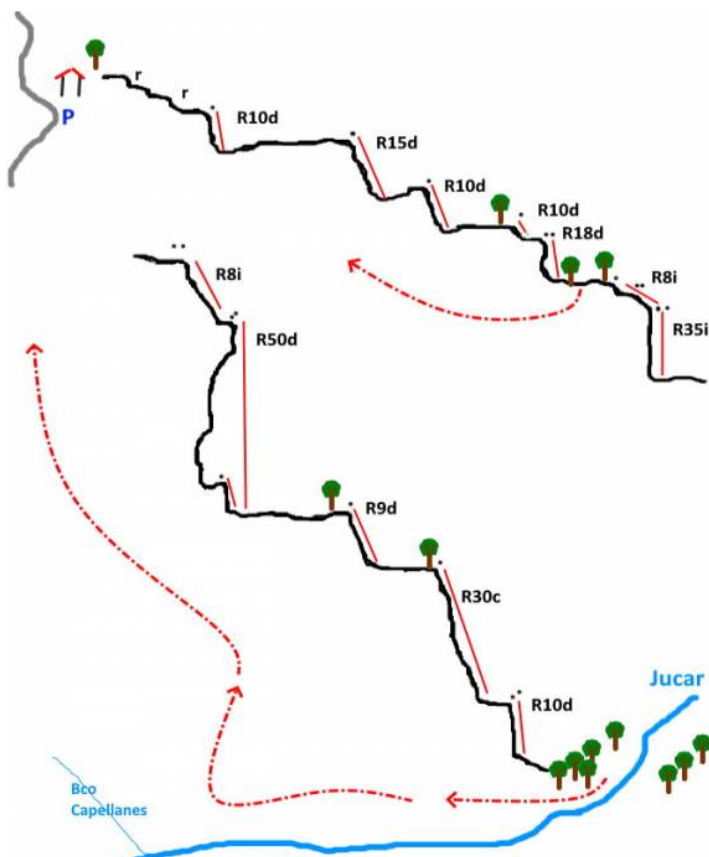 r
r
P
R10d
R15d
R10d
R10d
R18d
R8i
R35i
R8i
R50d
R9d
R30c
R10d
Jucar
Bco
Capellanes